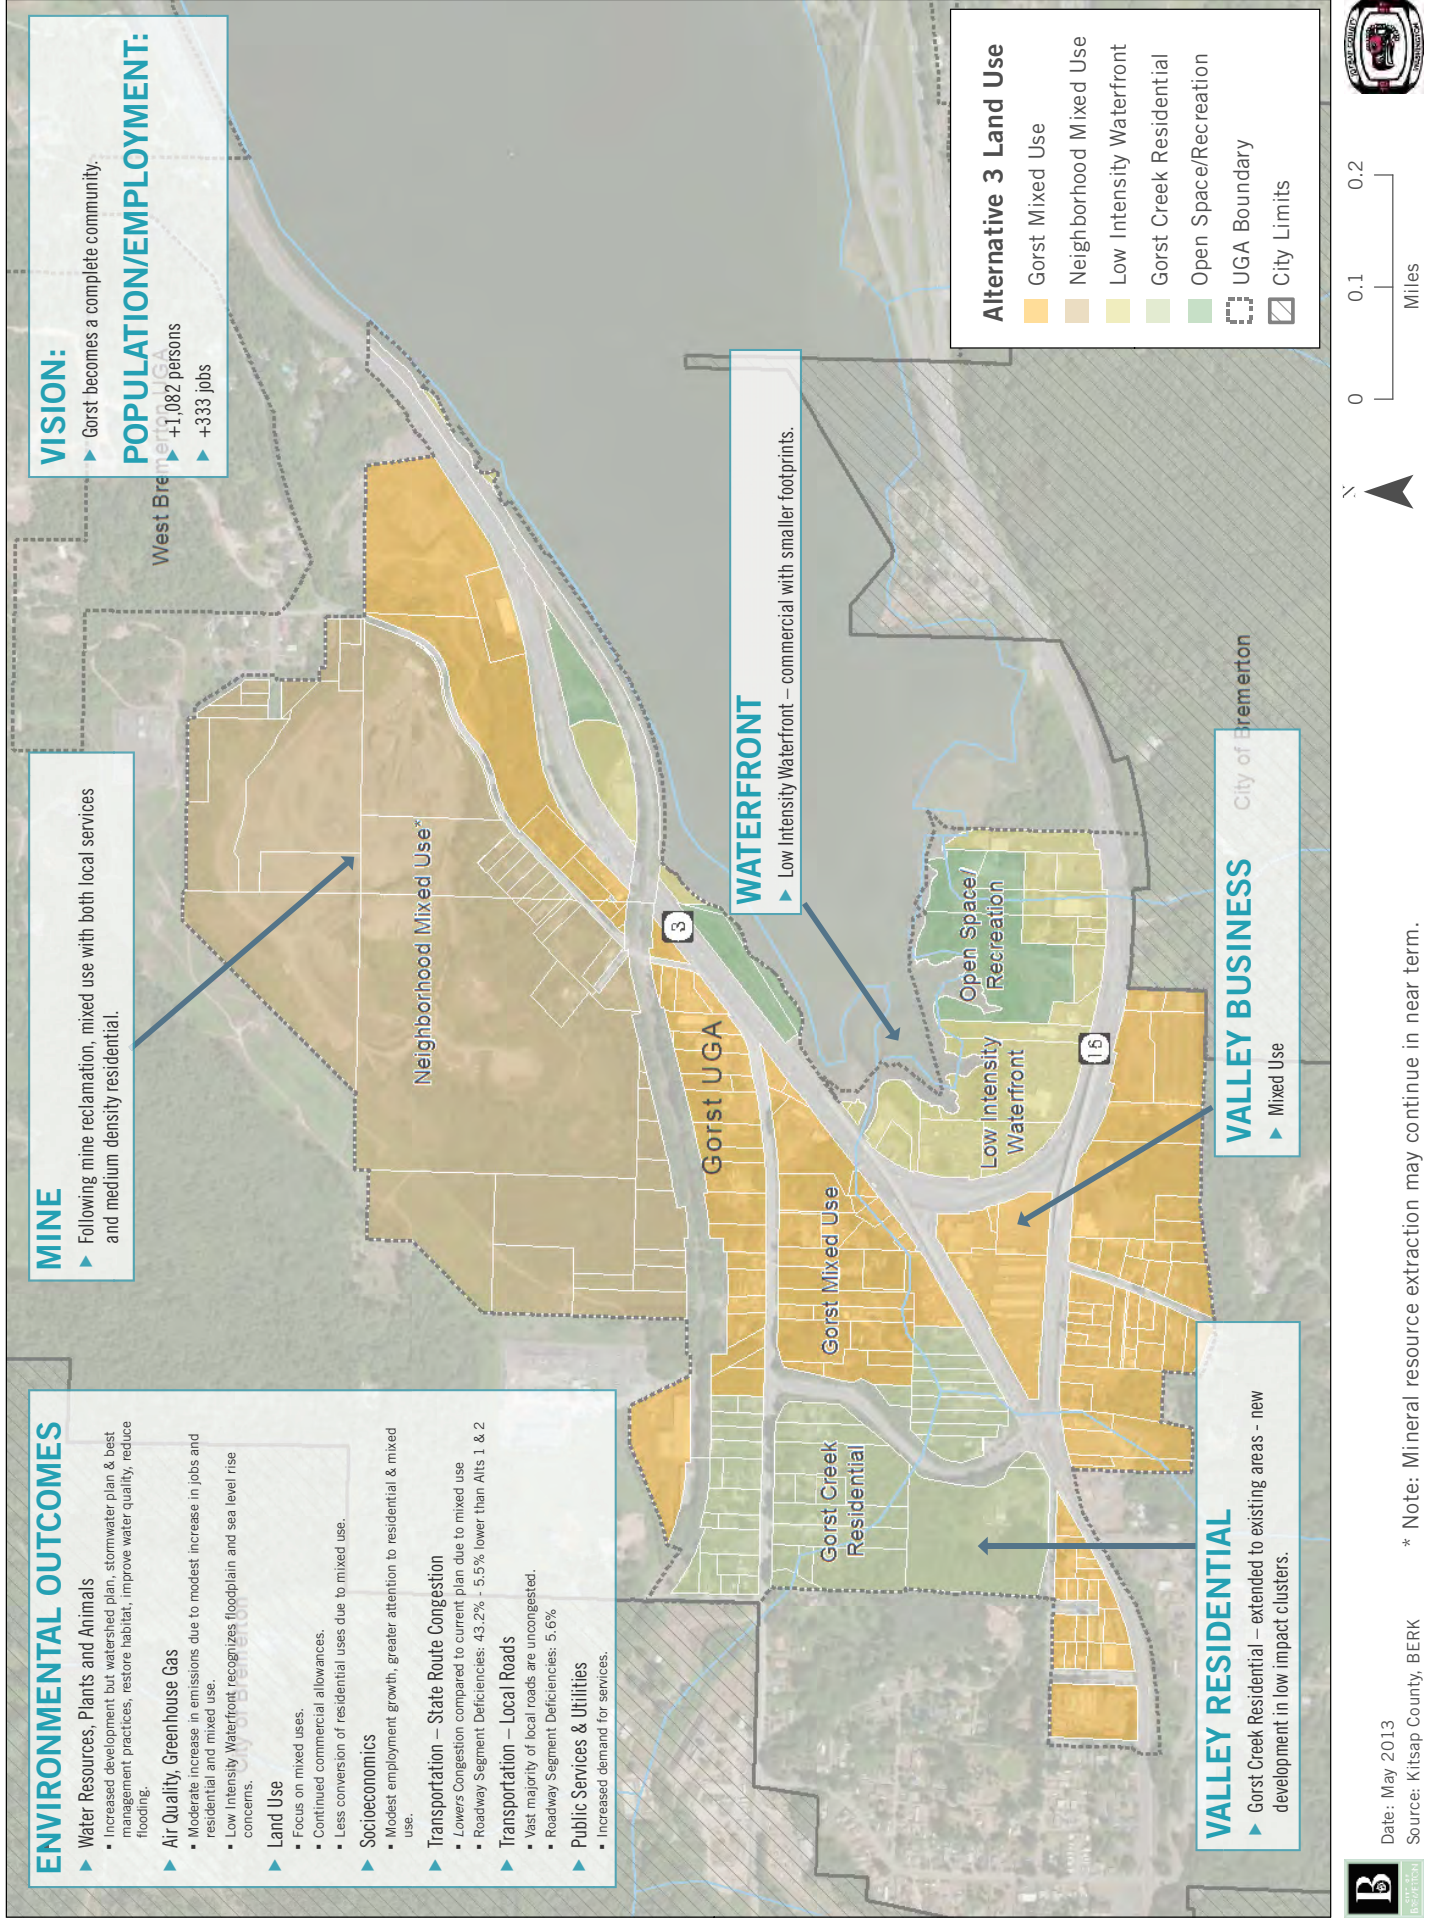 ENVIRONMENTAL OUTCOMES
Water Resources, Plants and Animals
▪ Increased development but watershed plan, stormwater plan & best
management practices, restore habitat, improve water quality, reduce
flooding.
Air Quality, Greenhouse Gas
▪ Moderate increase in emissions due to modest increase in jobs and
residential and mixed use.
▪ Low Intensity Waterfront recognizes floodplain and sea level rise
concerns.
Land Use
▪ Focus on mixed uses.
▪ Continued commercial allowances.
▪ Less conversion of residential uses due to mixed use.
Socioeconomics
▪ Modest employment growth, greater attention to residential & mixed
use.
Transportation – State Route Congestion
▪ Lowers Congestion compared to current plan due to mixed use
▪ Roadway Segment Deficiencies: 43.2% - 5.5% lower than Alts 1 & 2
Transportation – Local Roads
▪ Vast majority of local roads are uncongested.
▪ Roadway Segment Deficiencies: 5.6%
Public Services & Utilities
▪ Increased demand for services.
City of Bremerton
MINE
Following mine reclamation, mixed use with both local services
and medium density residential.
VISION:
Gorst becomes a complete community.
POPULATION/EMPLOYMENT:
+1,082 persons
+333 jobs
West Bremerton UGA
Neighborhood Mixed Use*
3
Gorst UGA
Gorst Mixed Use
Gorst Creek
Residential
WATERFRONT
Low Intensity Waterfront – commercial with smaller footprints.
Open Space/
Recreation
Low Intensity
Waterfront
16
VALLEY RESIDENTIAL
Gorst Creek Residential – extended to existing areas - new
development in low impact clusters.
VALLEY BUSINESS
Mixed Use
City of Bremerton
Alternative 3 Land Use
Gorst Mixed Use
Neighborhood Mixed Use
Low Intensity Waterfront
Gorst Creek Residential
Open Space/Recreation
UGA Boundary
City Limits
B
CITY OF
BREMERTON
Date: May 2013
Source: Kitsap County, BERK
* Note: Mineral resource extraction may continue in near term.
N
0 0.1 0.2
Miles
KITSAP COUNTY
WASHINGTON